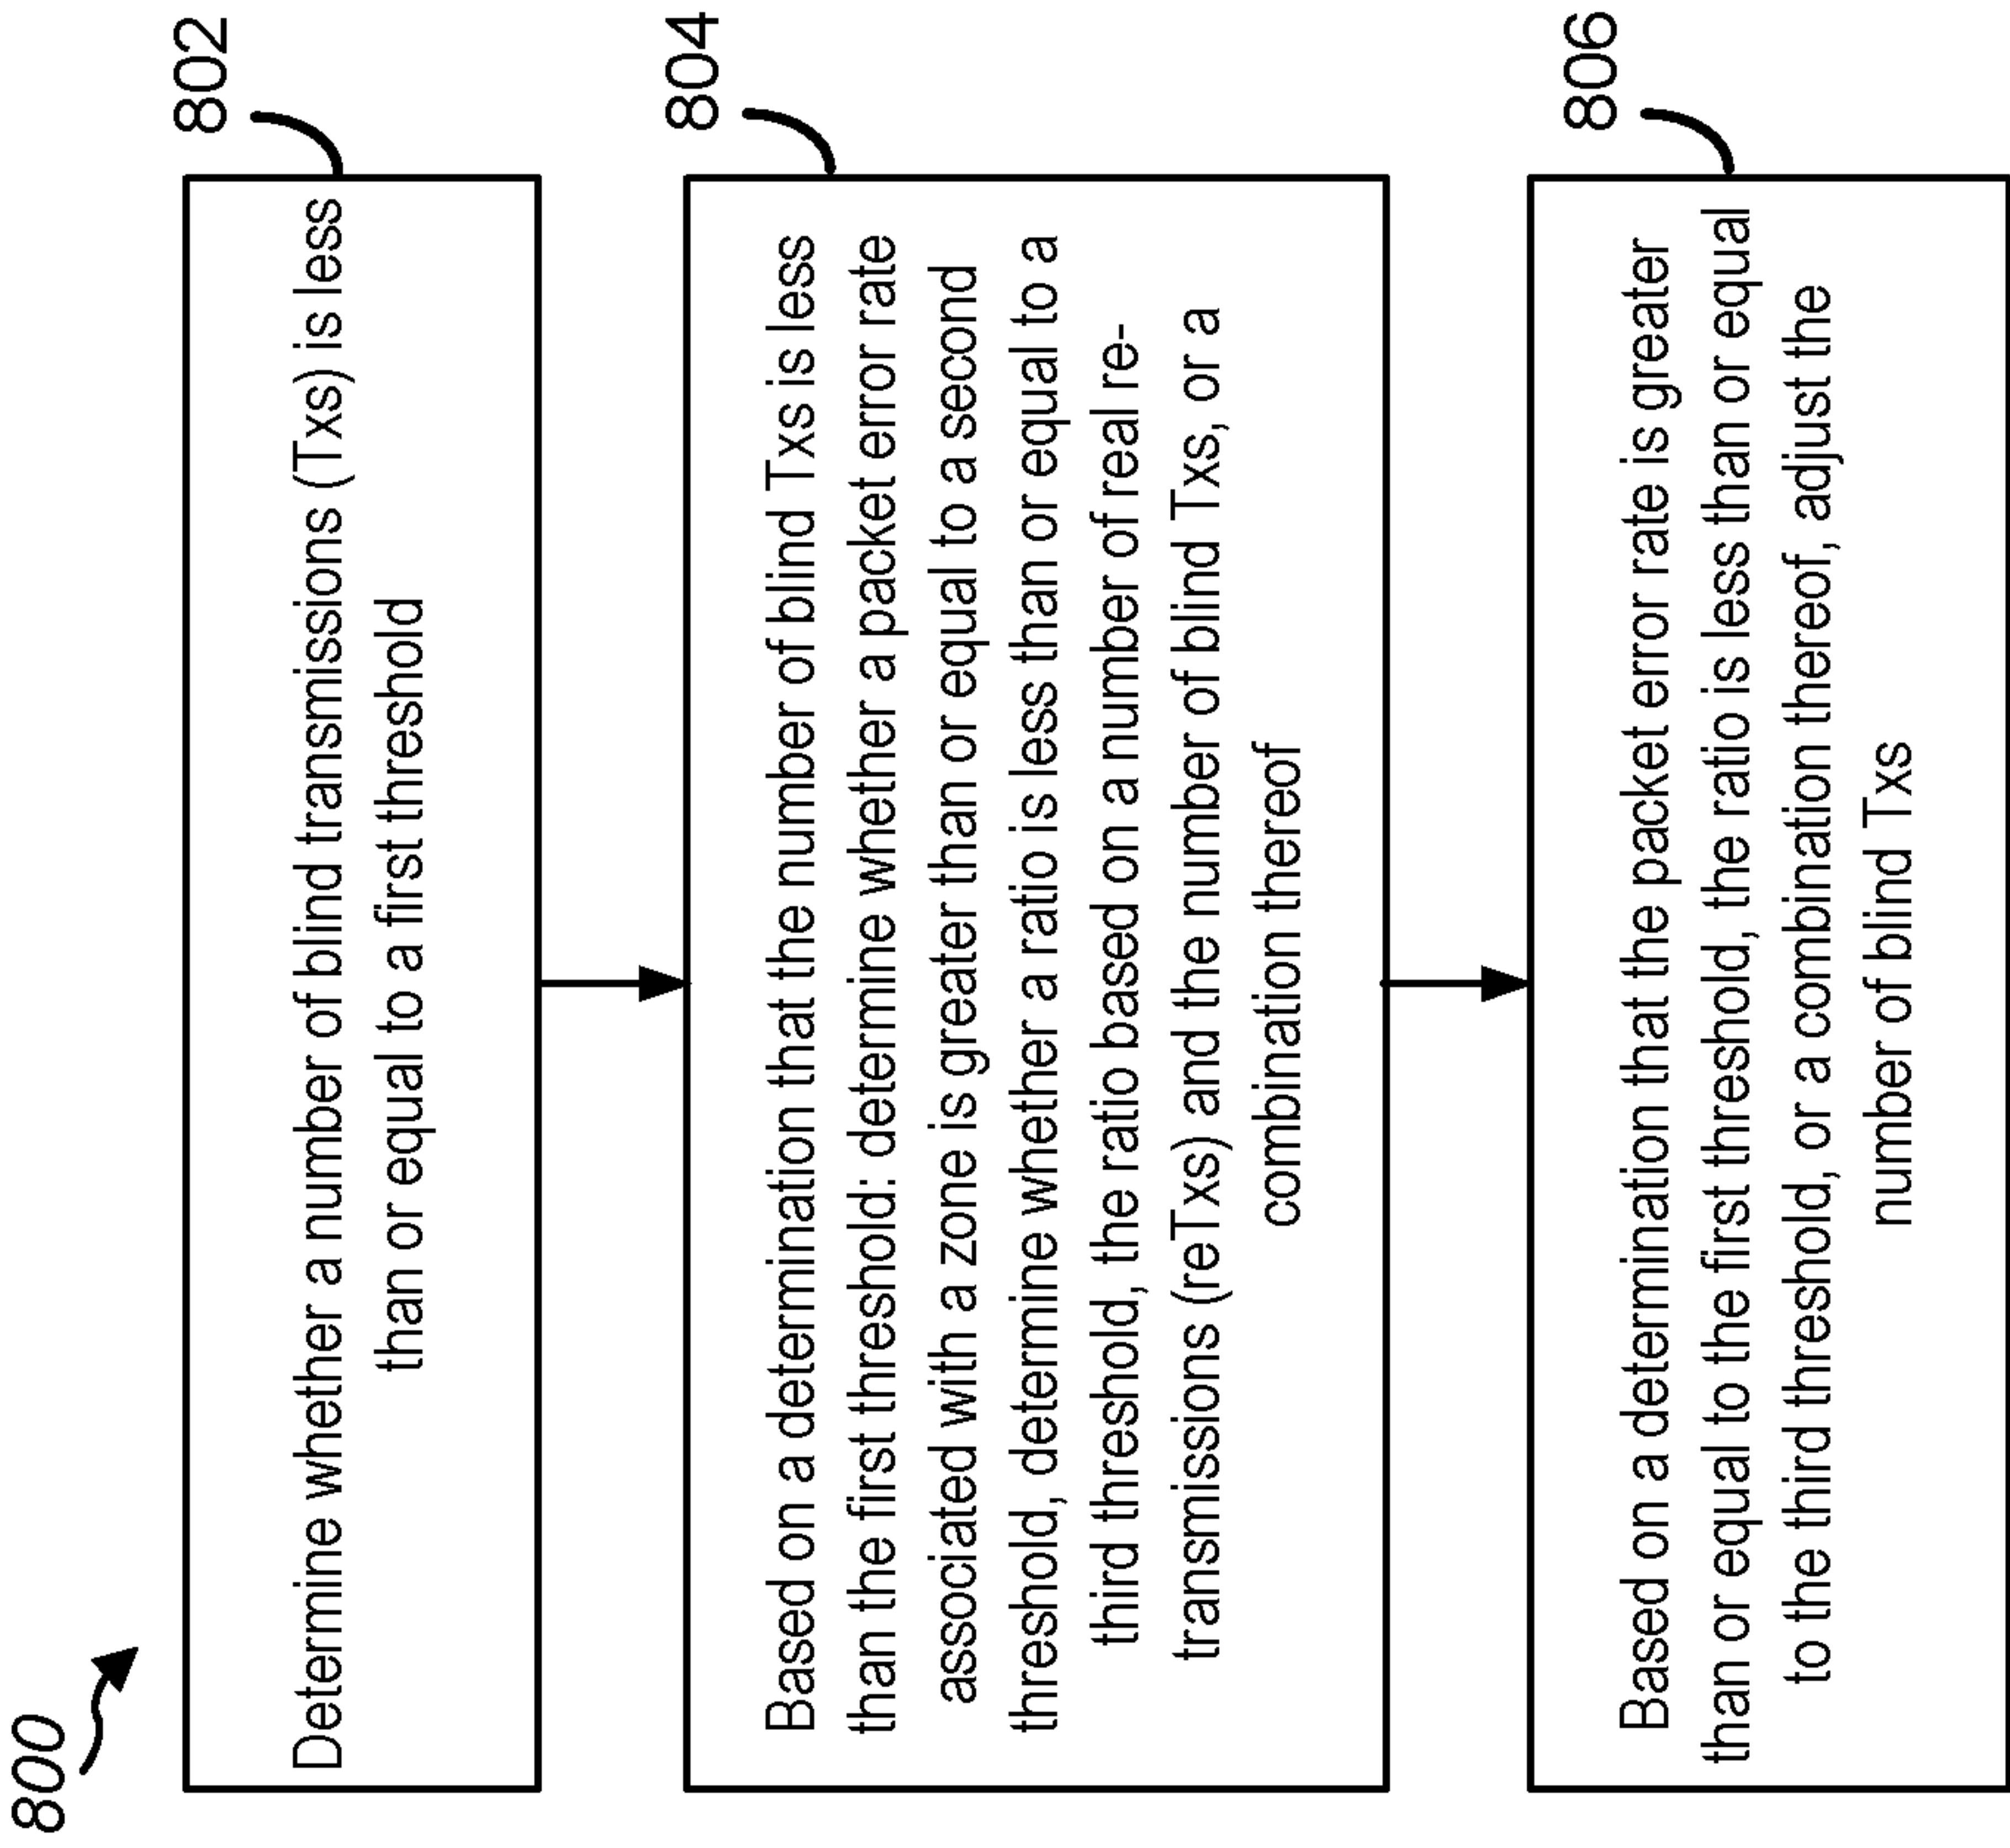 800
802
Determine whether a number of blind transmissions (Txs) is less
than or equal to a first threshold
804
Based on a determination that the number of blind Txs is less
than the first threshold: determine whether a packet error rate
associated with a zone is greater than or equal to a second
threshold, determine whether a ratio is less than or equal to a
third threshold, the ratio based on a number of real re-
transmissions (reTxs) and the number of blind Txs, or a
combination thereof
806
Based on a determination that the packet error rate is greater
than or equal to the first threshold, the ratio is less than or equal
to the third threshold, or a combination thereof, adjust the
number of blind Txs